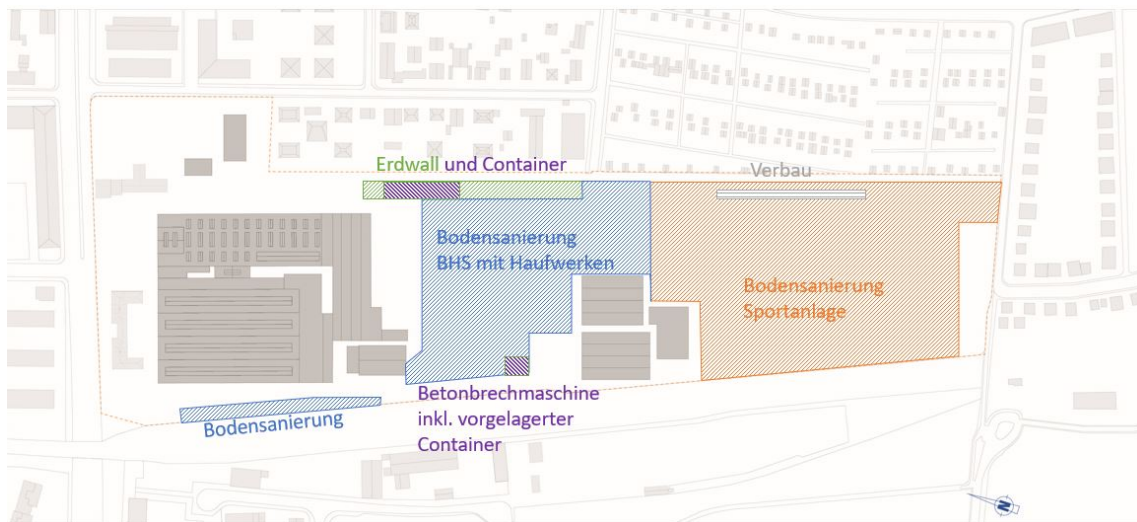 Erdwall und Container
Verbau
Bodensanierung
BHS mit Haufwerken
Bodensanierung
Sportanlage
Betonbrechmaschine
inkl. vorgelagerter
Container
Bodensanierung
N